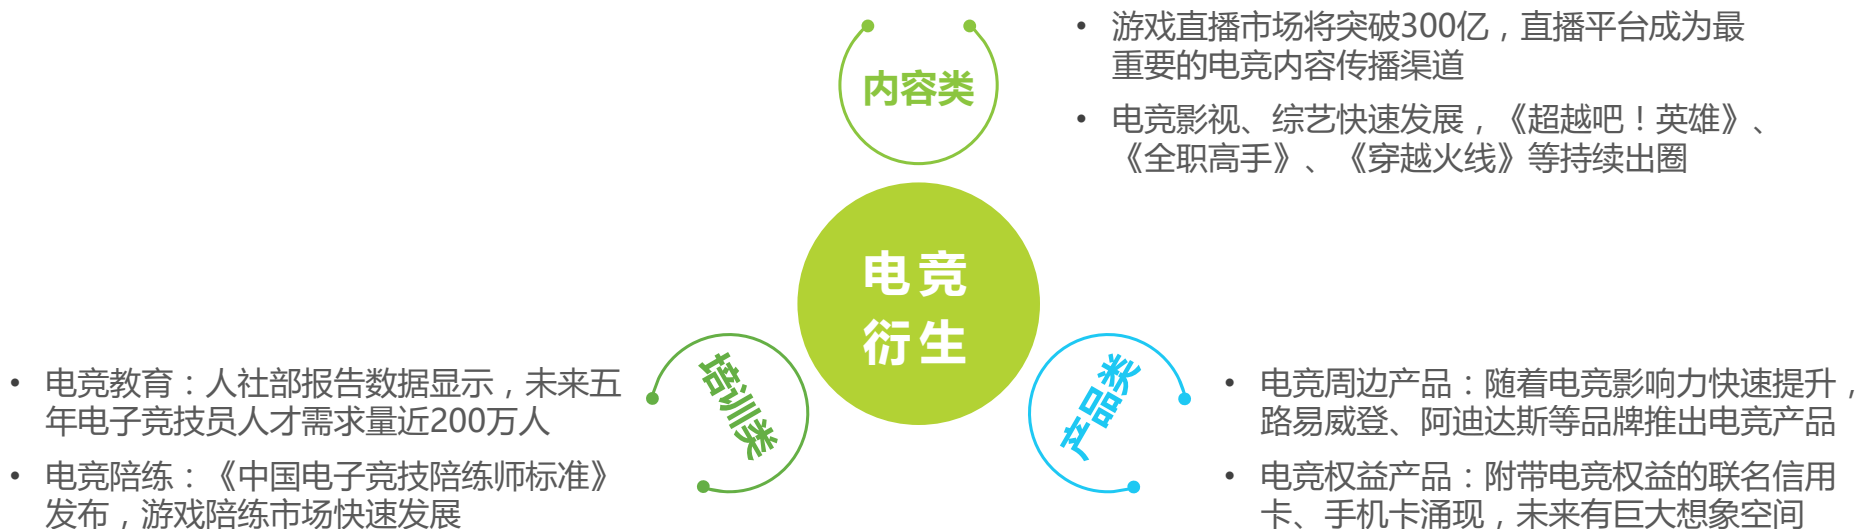 内容类
• 游戏直播市场将突破300亿，直播平台成为最
重要的电竞内容传播渠道
• 电竞影视、综艺快速发展，《超越吧！英雄》、
《全职高手》、《穿越火线》等持续出圈
电竞
衍生
培训类
• 电竞教育：人社部报告数据显示，未来五
年电子竞技员人才需求量近200万人
• 电竞陪练：《中国电子竞技陪练师标准》
发布，游戏陪练市场快速发展
产品类
• 电竞周边产品：随着电竞影响力快速提升，
路易威登、阿迪达斯等品牌推出电竞产品
• 电竞权益产品：附带电竞权益的联名信用
卡、手机卡涌现，未来有巨大想象空间